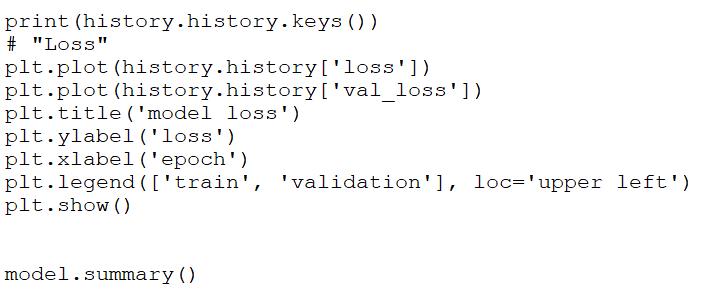 print(history.history.keys())
# "Loss"
plt.plot(history.history['loss'])
plt.plot(history.history['val_loss'])
plt.title('model loss')
plt.ylabel('loss')
plt.xlabel('epoch')
plt.legend(['train', 'validation'], loc='upper left')
plt.show()
model.summary()